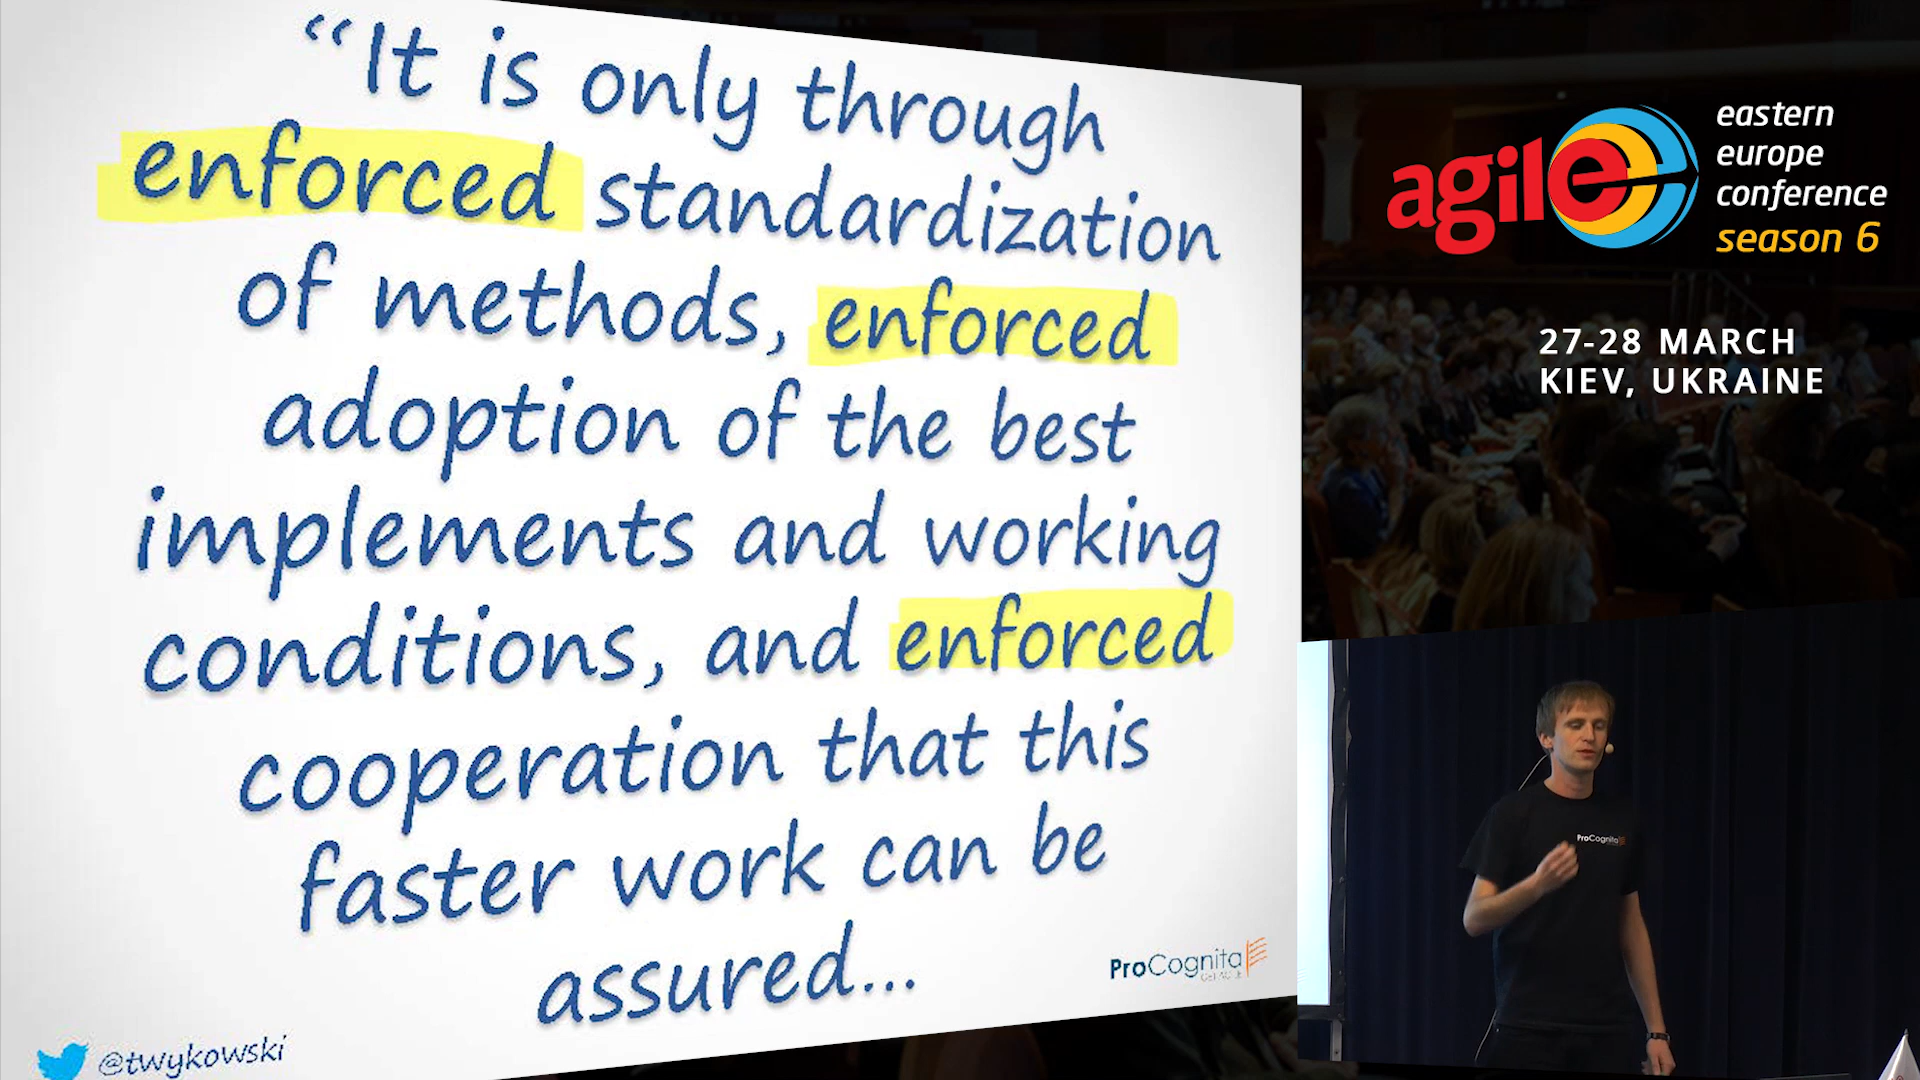 “It is only through
enforced standardization
of methods, enforced
adoption of the best
implements and working
conditions, and enforced
cooperation that this
faster work can be
assured...
ProCognita
@twykowski
agilee
eastern
europe
conference
season 6
27-28 MARCH
KIEV, UKRAINE
ProCognita